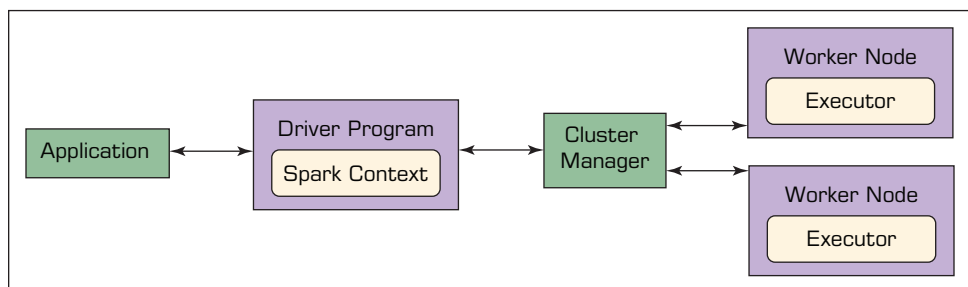 Application
Driver Program
Spark Context
Cluster
Manager
Worker Node
Executor
Worker Node
Executor